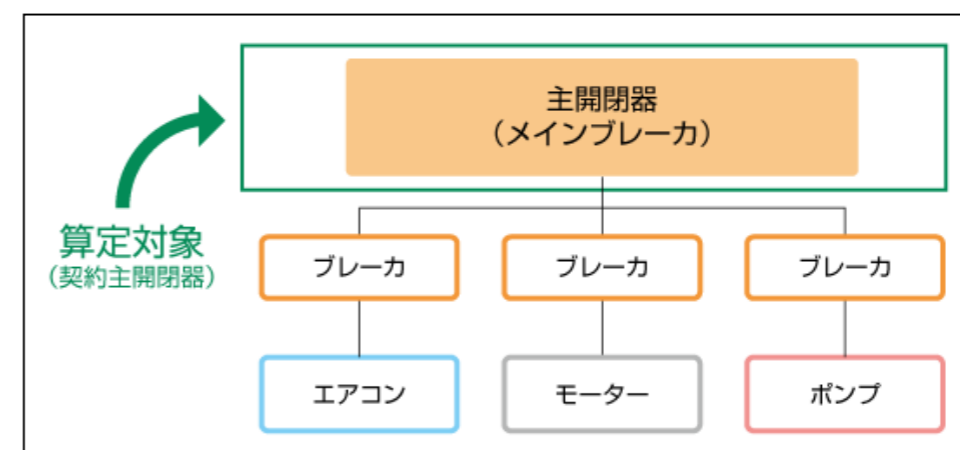 主開閉器
（メインブレーカ）
算定対象
（契約主開閉器）
ブレーカ
ブレーカ
ブレーカ
エアコン
モーター
ポンプ